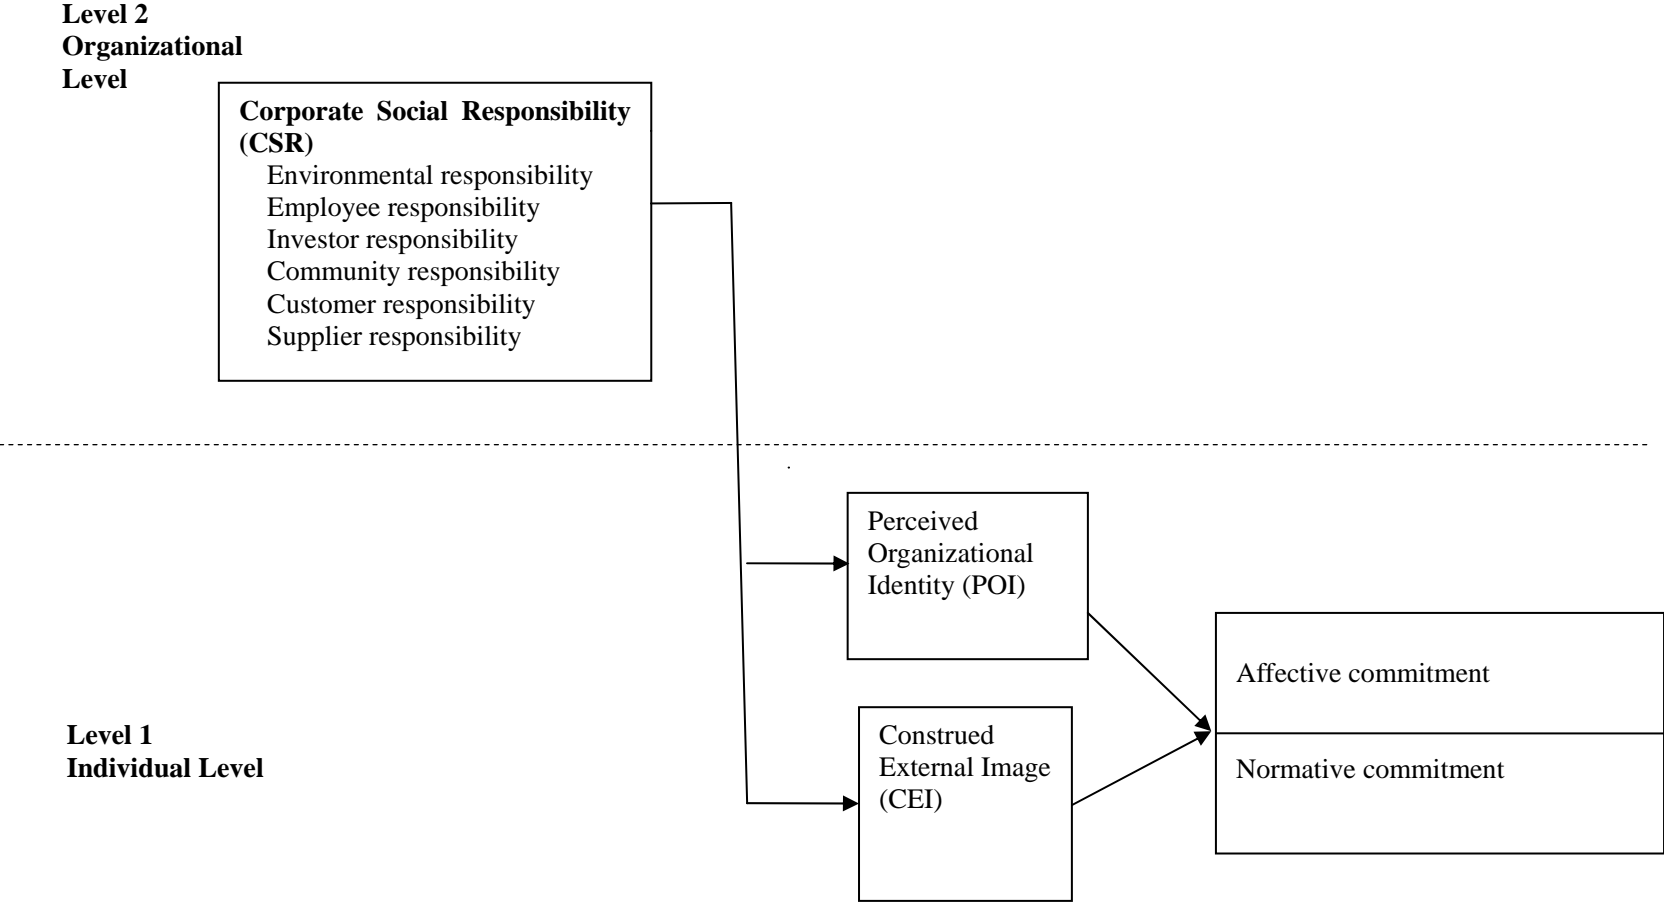 Level 2
Organizational
Level
Corporate Social Responsibility
(CSR)
Environmental responsibility
Employee responsibility
Investor responsibility
Community responsibility
Customer responsibility
Supplier responsibility
Perceived
Organizational
Identity (POI)
Affective commitment
Level 1
Individual Level
Construed
External Image
(CEI)
Normative commitment